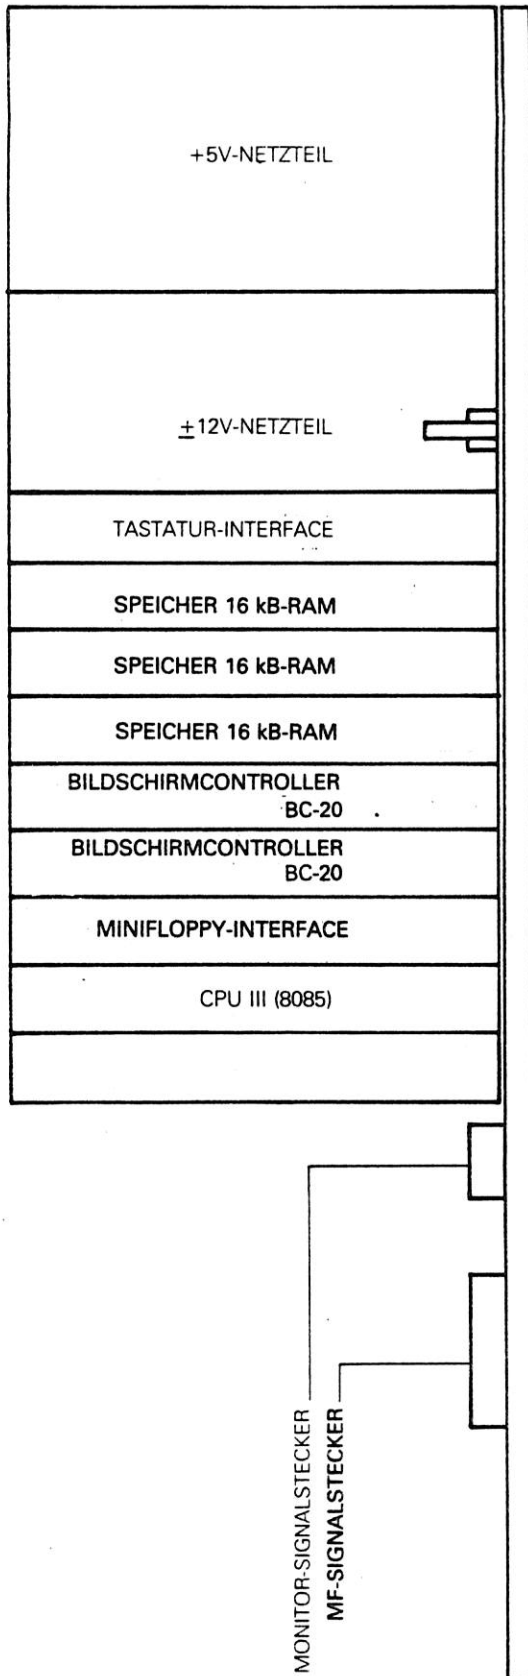 +5V-NETZTEIL
±12V-NETZTEIL
TASTATUR-INTERFACE
SPEICHER 16 kB-RAM
SPEICHER 16 kB-RAM
SPEICHER 16 kB-RAM
BILDSCHIRMCONTROLLER
BC-20
BILDSCHIRMCONTROLLER
BC-20
MINIFLOPPY-INTERFACE
CPU III (8085)
MONITOR-SIGNALSTECKER
MF-SIGNALSTECKER